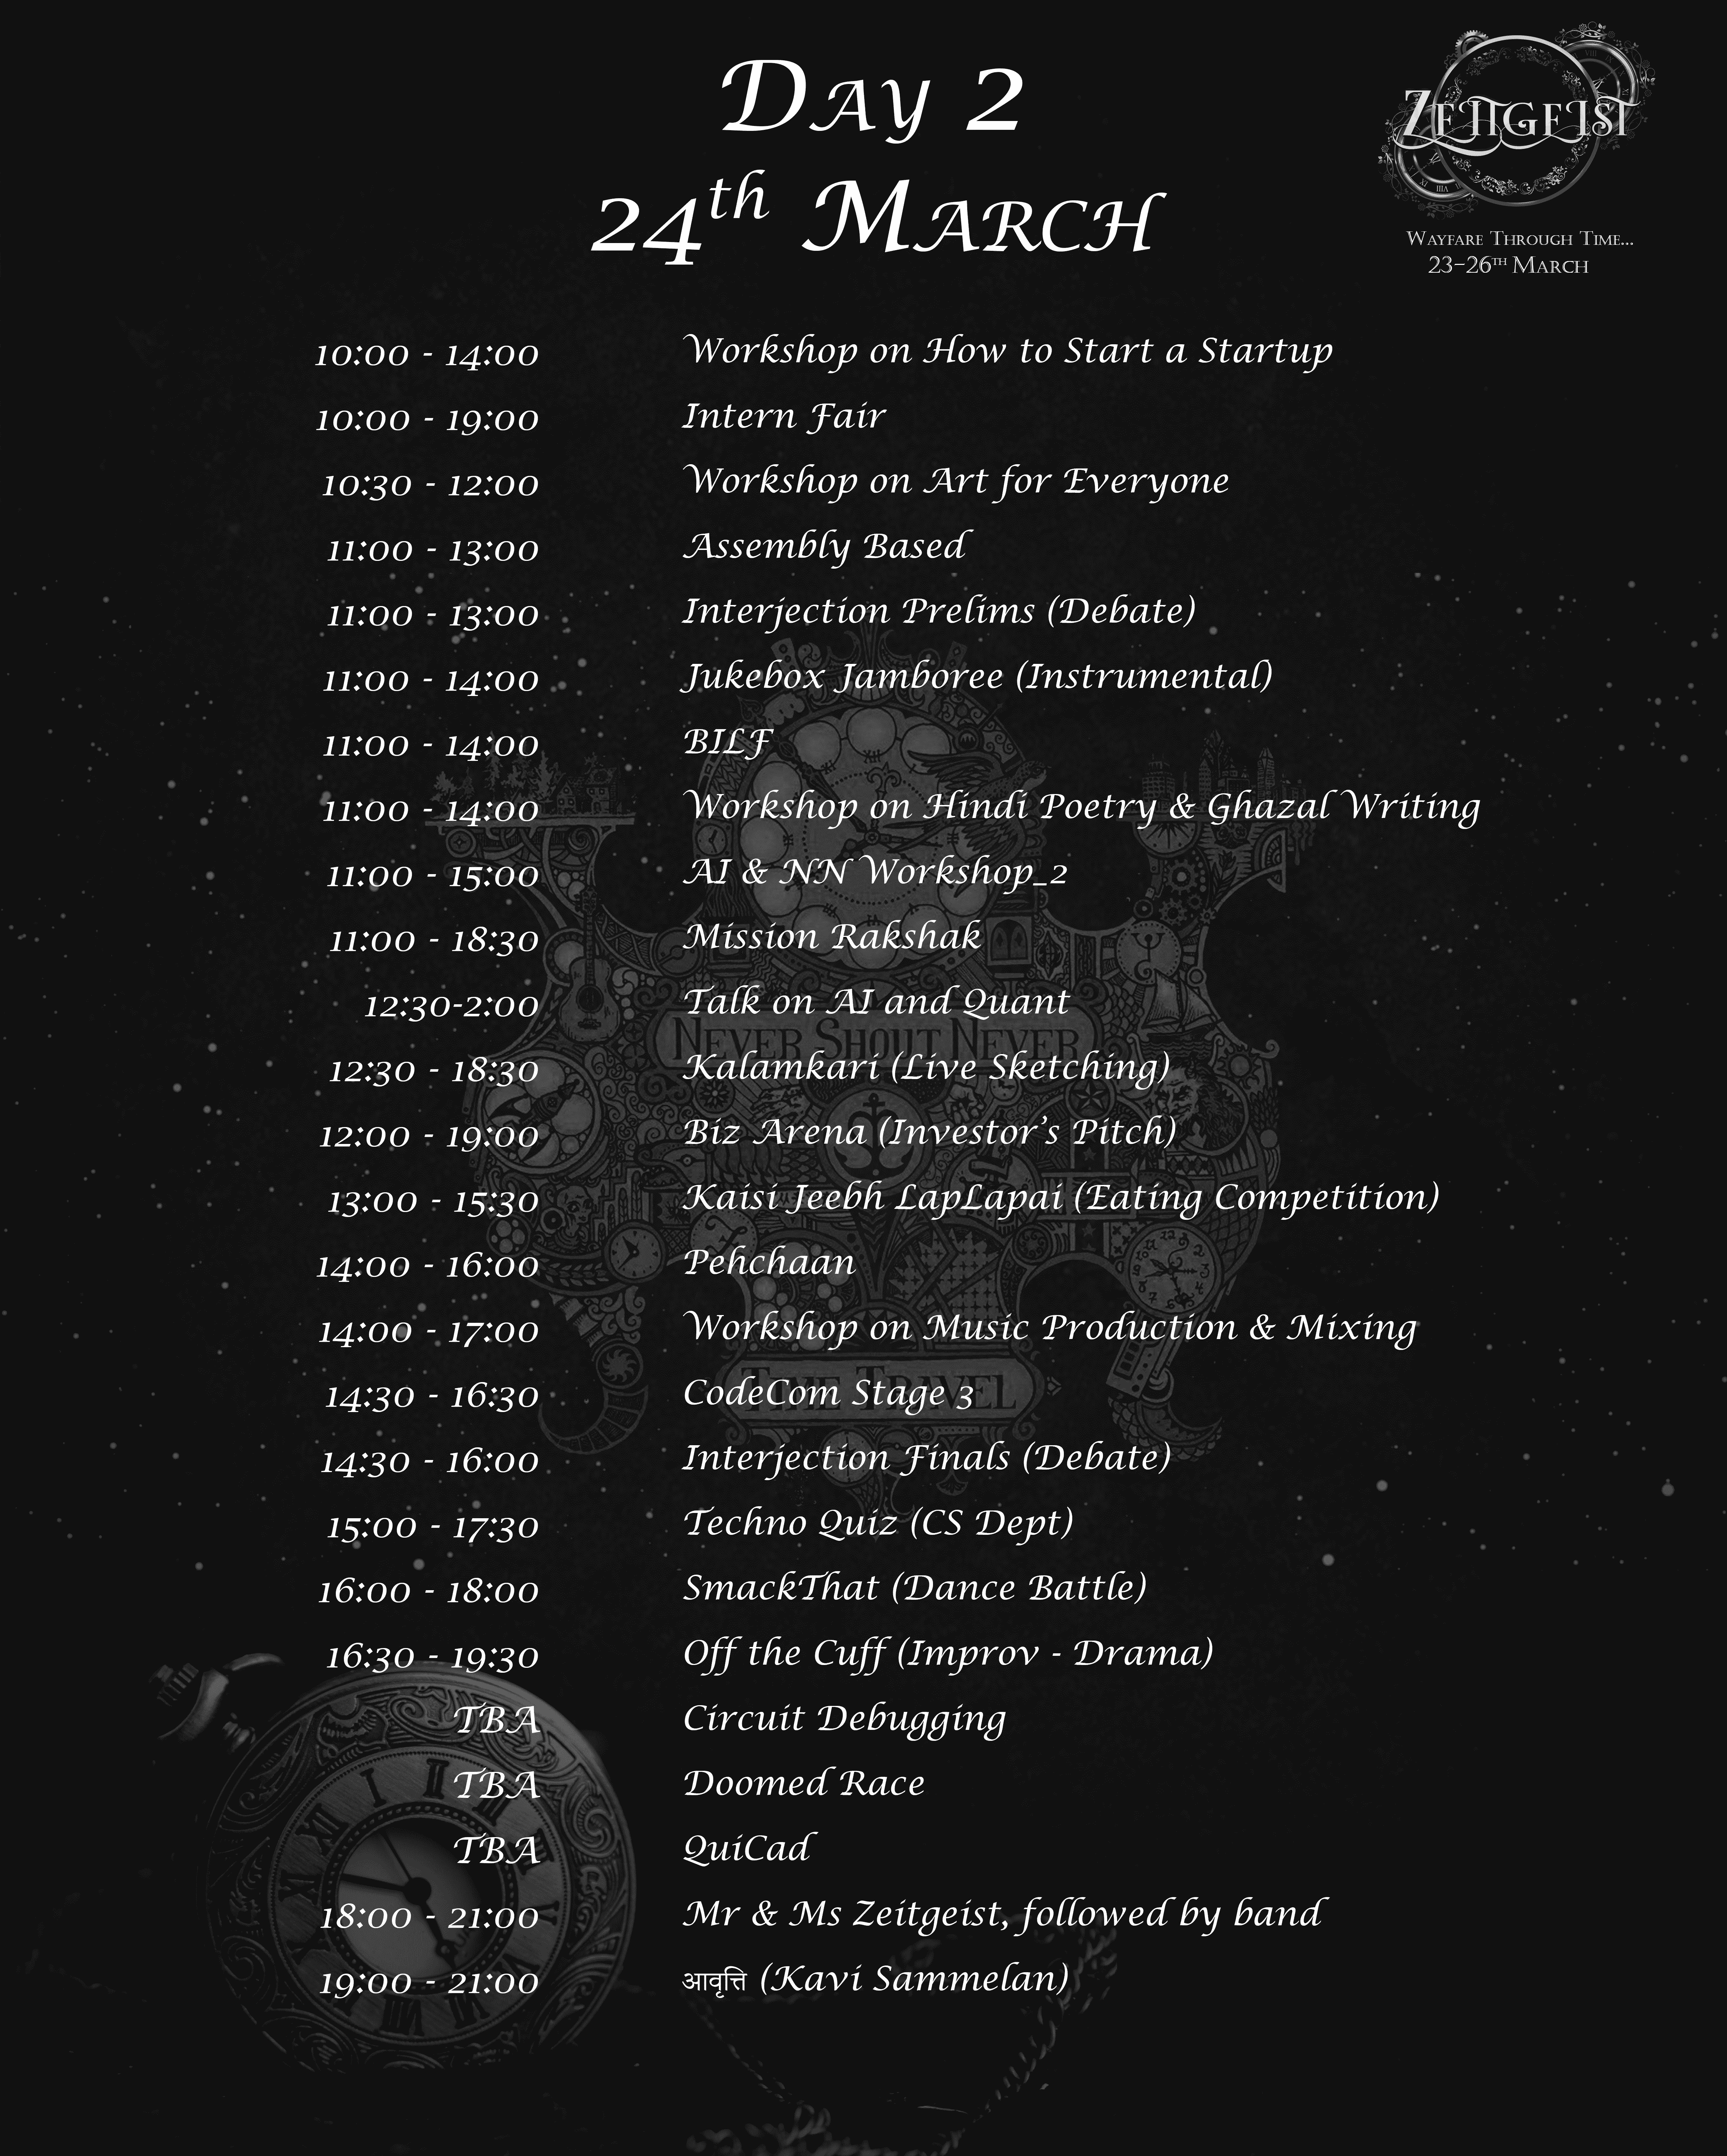 Day 2
24th March
Zeitgeist
Wayfare Through Time...
23-26th March
10:00 - 14:00 Workshop on How to Start a Startup
10:00 - 19:00 Intern Fair
10:30 - 12:00 Workshop on Art for Everyone
11:00 - 13:00 Assembly Based
11:00 - 13:00 Interjection Prelims (Debate)
11:00 - 14:00 Jukebox Jamboree (Instrumental)
11:00 - 14:00 BILF
11:00 - 14:00 Workshop on Hindi Poetry & Ghazal Writing
11:00 - 15:00 AI & NN Workshop_2
11:00 - 18:30 Mission Rakshak
12:30-2:00 Talk on AI and Quant
Never Shout Never
12:30 - 18:30 Kalamkari (Live Sketching)
12:00 - 19:00 Biz Arena (Investor's Pitch)
13:00 - 15:30 Kaisi Jeebh LapLapai (Eating Competition)
14:00 - 16:00 Pehchaan
14:00 - 17:00 Workshop on Music Production & Mixing
14:30 - 16:30 CodeCom Stage 3
Time Travel
14:30 - 16:00 Interjection Finals (Debate)
15:00 - 17:30 Techno Quiz (CS Dept)
16:00 - 18:00 SmackThat (Dance Battle)
16:30 - 19:30 Off the Cuff (Improv - Drama)
TBA Circuit Debugging
TBA Doomed Race
TBA QuiCad
18:00 - 21:00 Mr & Ms Zeitgeist, followed by band
19:00 - 21:00 आवृत्ति (Kavi Sammelan)